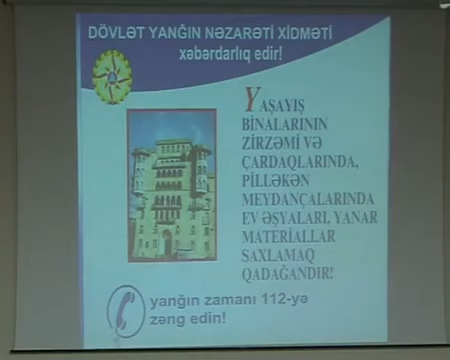 DÖVLƏT YANĞIN NƏZARƏTİ XİDMƏTİ
xəbərdarlıq edir!
YAŞAYIŞ
BİNALARININ
ZİRZƏMİ VƏ
ÇARDAQLARINDA,
PİLLƏKƏN
MEYDANÇALARINDA
EV ƏŞYALARI, YANAR
MATERİALLAR
SAXLAMAQ
QADAĞANDIR!
yanğın zamanı 112-yə
zəng edin!